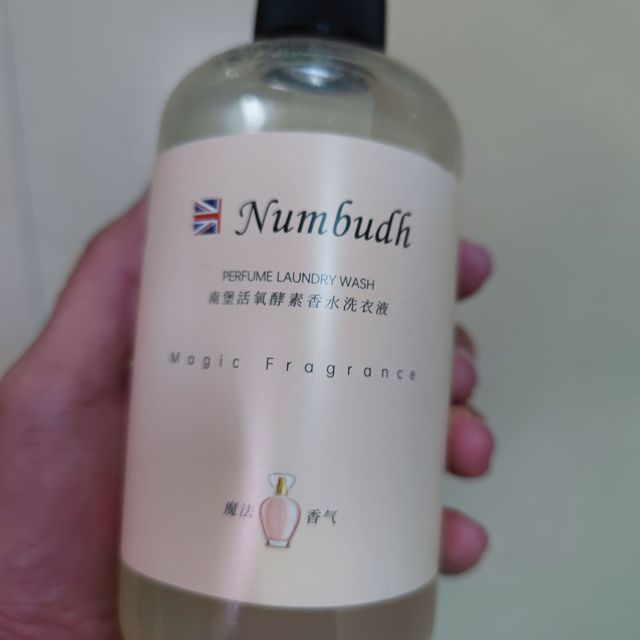 Numbudh
PERFUME LAUNDRY WASH
南堡活氧酵素香水洗衣液
Magic Fragrance
魔法 香气